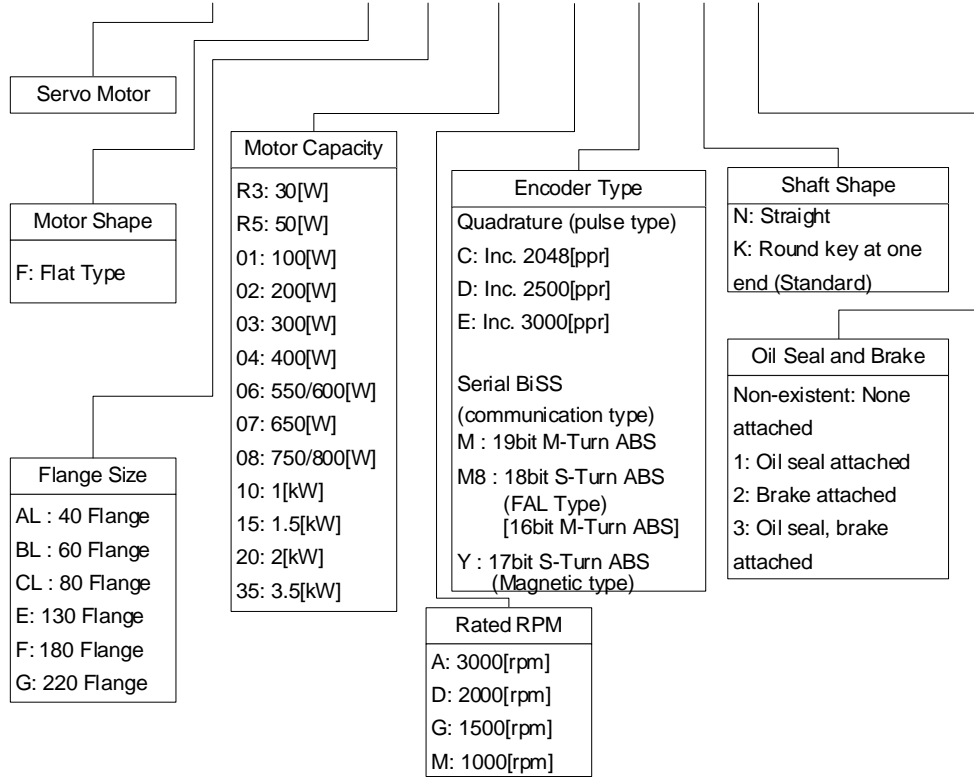 Servo Motor
Motor Shape
F: Flat Type
Flange Size
AL : 40 Flange
BL : 60 Flange
CL : 80 Flange
E: 130 Flange
F: 180 Flange
G: 220 Flange
Motor Capacity
R3: 30[W]
R5: 50[W]
01: 100[W]
02: 200[W]
03: 300[W]
04: 400[W]
06: 550/600[W]
07: 650[W]
08: 750/800[W]
10: 1[kW]
15: 1.5[kW]
20: 2[kW]
35: 3.5[kW]
Rated RPM
A: 3000[rpm]
D: 2000[rpm]
G: 1500[rpm]
M: 1000[rpm]
Encoder Type
Quadrature (pulse type)
C: Inc. 2048[ppr]
D: Inc. 2500[ppr]
E: Inc. 3000[ppr]
Serial BiSS
(communication type)
M : 19bit M-Turn ABS
M8 : 18bit S-Turn ABS
(FAL Type)
[16bit M-Turn ABS]
Y : 17bit S-Turn ABS
(Magnetic type)
Shaft Shape
N: Straight
K: Round key at one
end (Standard)
Oil Seal and Brake
Non-existent: None
attached
1: Oil seal attached
2: Brake attached
3: Oil seal, brake
attached